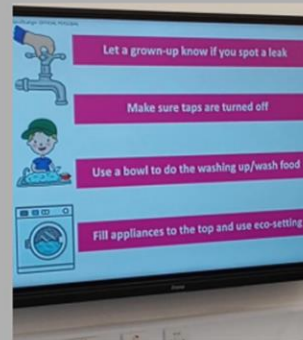 Let a grown-up know if you spot a leak
Make sure taps are turned off
Use a bowl to do the washing up/wash food
Fill appliances to the top and use eco-setting